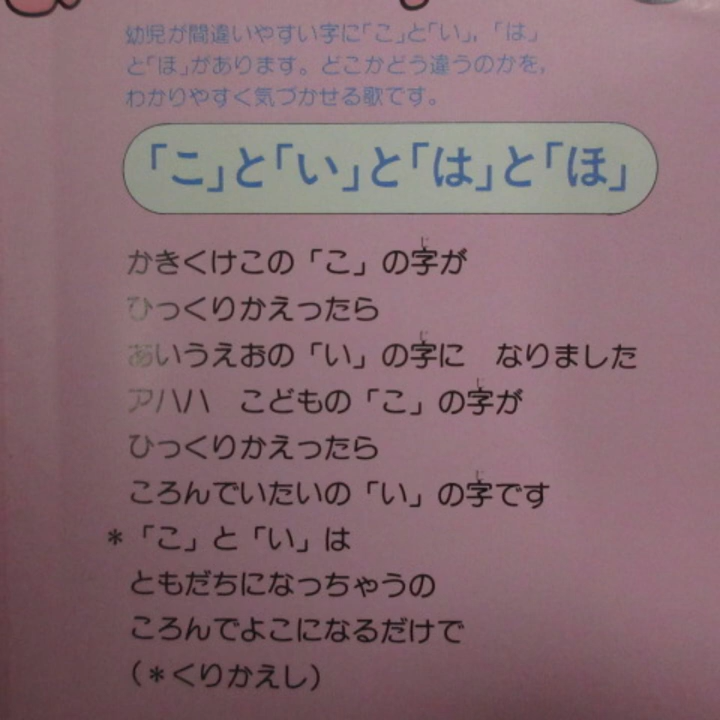 幼児が間違いやすい字に「こ」と「い」,「は」
と「ほ」があります。どこがどう違うのかを,
わかりやすく気づかせる歌です。
「こ」と「い」と「は」と「ほ」
かきくけこの「こ」の字が
ひっくりかえったら
あいうえおの「い」の字に　なりました
アハハ　こどもの「こ」の字が
ひっくりかえったら
ころんでいたいの「い」の字です
*「こ」と「い」は
ともだちになっちゃうの
ころんでよこになるだけで
(*くりかえし)